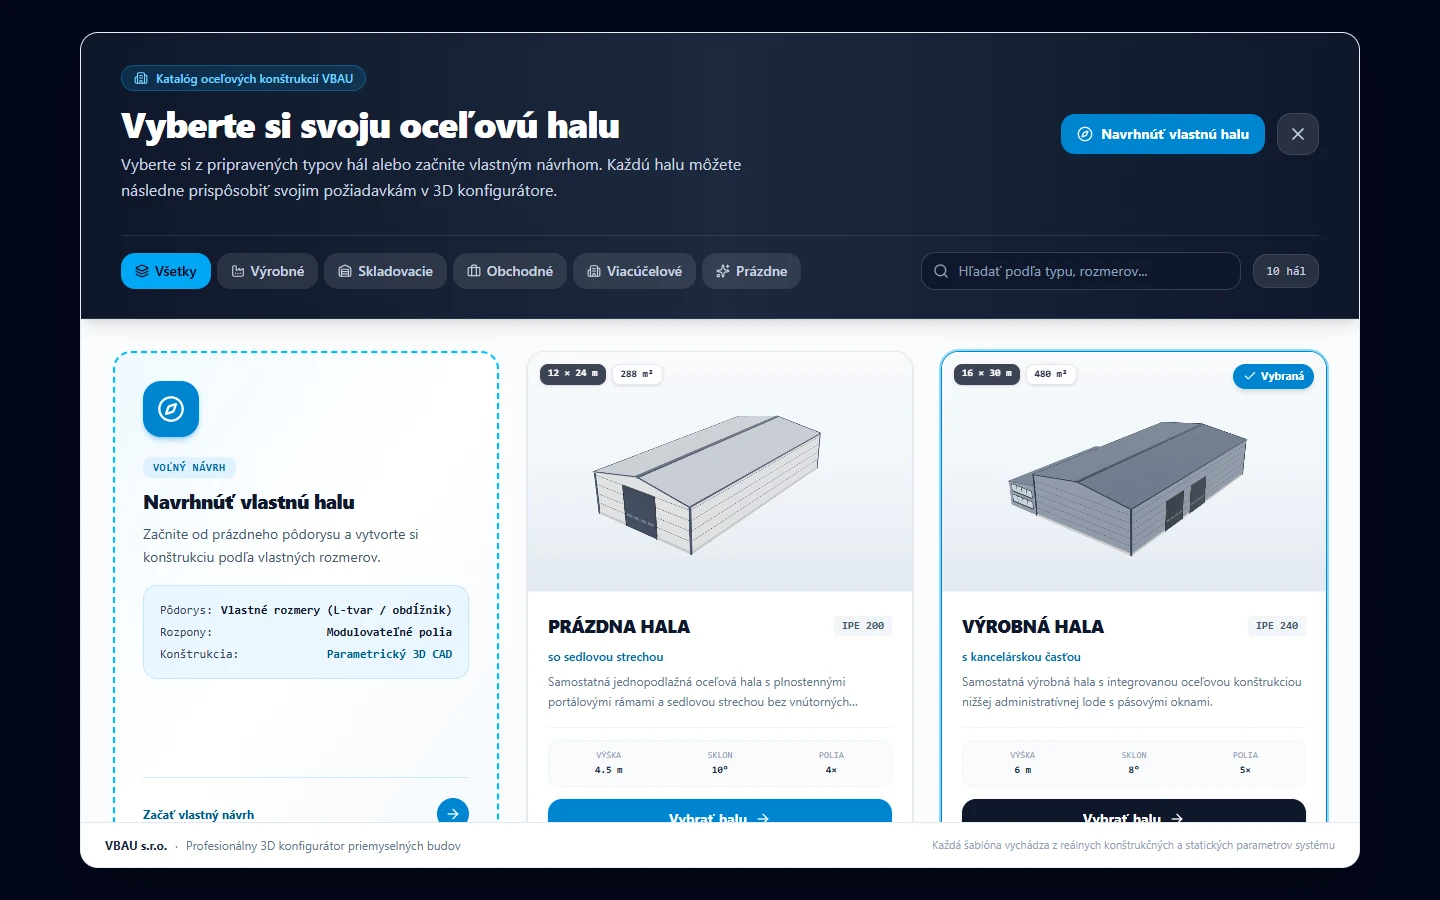 Katalóg oceľových konštrukcií VBAU
Vyberte si svoju oceľovú halu
Vyberte si z pripravených typov hál alebo začnite vlastným návrhom. Každú halu môžete
následne prispôsobiť svojim požiadavkám v 3D konfigurátore.
Navrhnúť vlastnú halu
Všetky
Výrobné
Skladovacie
Obchodné
Viacúčelové
Prázdne
Hľadať podľa typu, rozmerov...
10 hál
VOĽNÝ NÁVRH
Navrhnúť vlastnú halu
Začnite od prázdneho pôdorysu a vytvorte si
konštrukciu podľa vlastných rozmerov.
Pôdorys: Vlastné rozmery (L-tvar / obdĺžnik)
Rozpony: Modulovateľné polia
Konštrukcia: Parametrický 3D CAD
Začať vlastný návrh
12 × 24 m
288 m²
PRÁZDNA HALA
IPE 200
so sedlovou strechou
Samostatná jednopodlažná oceľová hala s plnostennými
portálovými rámami a sedlovou strechou bez vnútorných...
VÝŠKA SKLON POLIA
4.5 m 10° 4×
Vybrať halu
16 × 30 m
480 m²
Vybraná
VÝROBNÁ HALA
IPE 240
s kancelárskou časťou
Samostatná výrobná hala s integrovanou oceľovou konštrukciou
nižšej administratívnej lode s pásovými oknami.
VÝŠKA SKLON POLIA
6 m 8° 5×
Vybrať halu
VBAU s.r.o. · Profesionálny 3D konfigurátor priemyselných budov
Každá šablóna vychádza z reálnych konštrukčných a statických parametrov systému